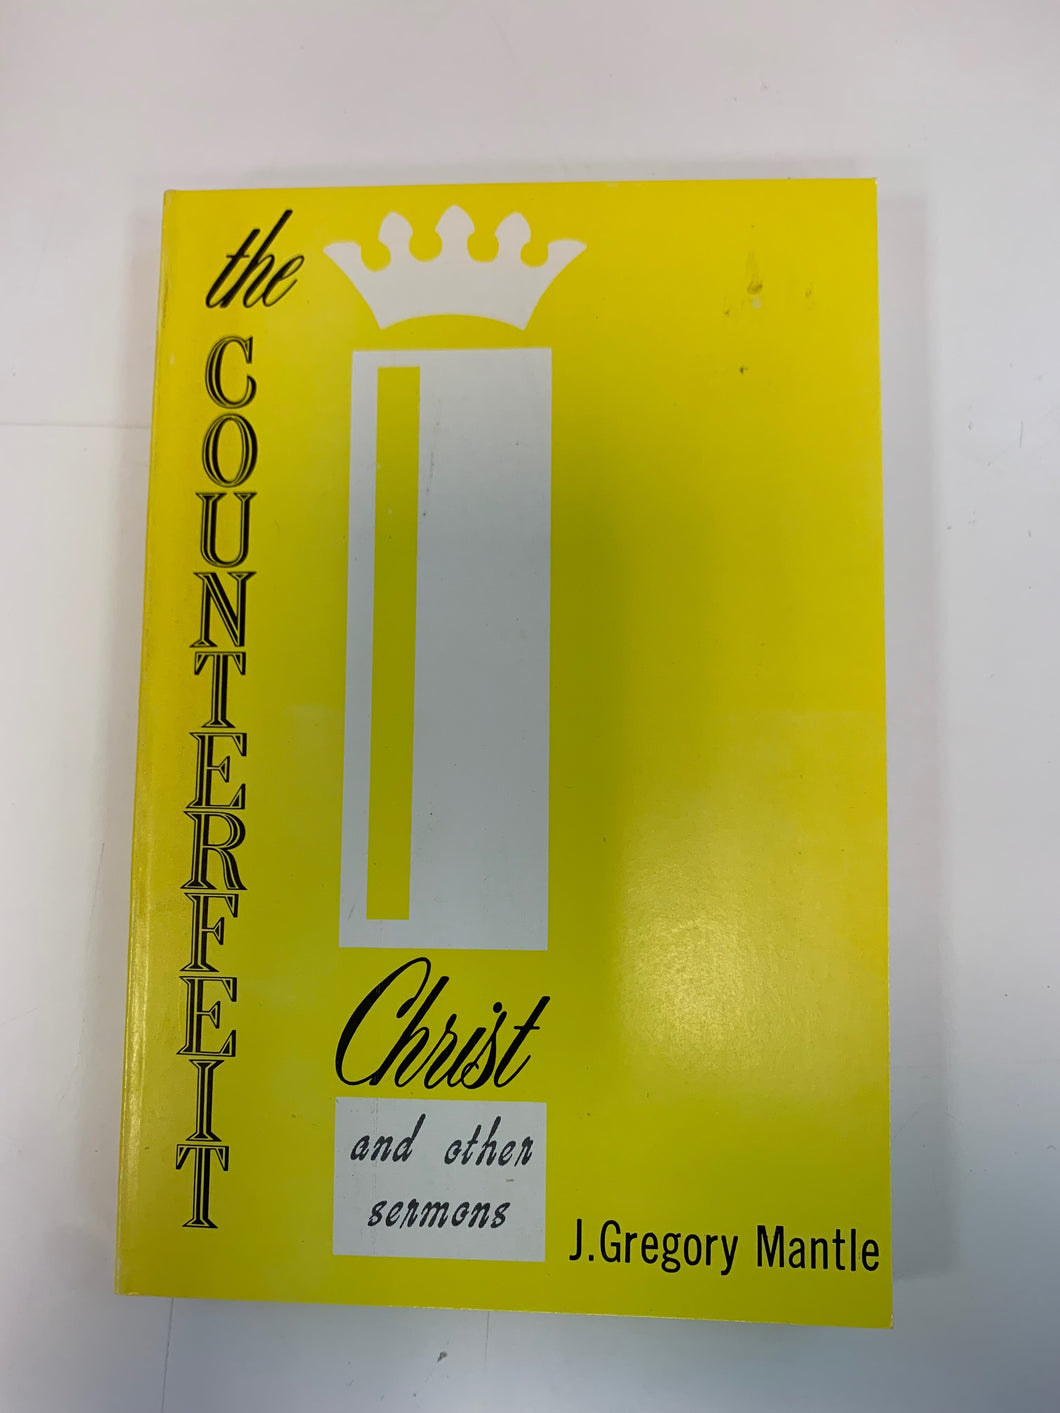 the
COUNTERFEIT
Christ
and other
sermons
J.Gregory Mantle